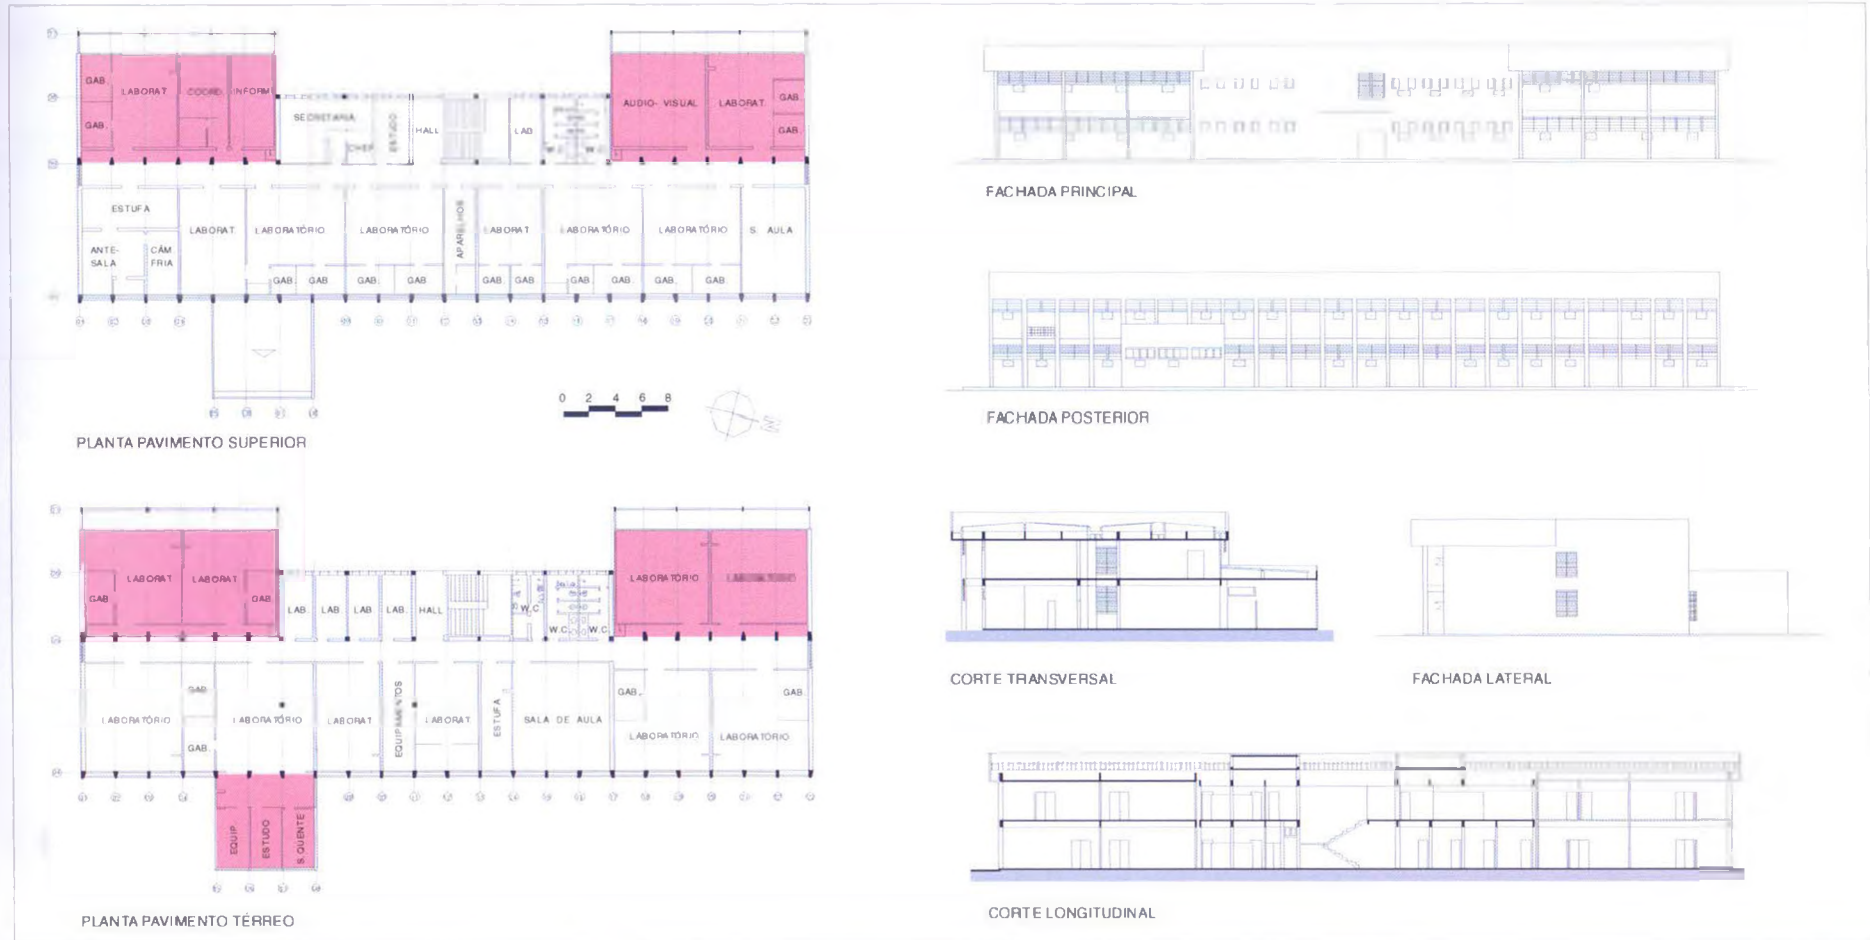 GAB.
LABORAT
COORD.
INFORM
GAB.
SECRETARIA
CHEF
ESTUDO
HALL
LAB
W.C.
AUDIO- VISUAL
LABORAT.
GAB.
GAB.
ESTUFA
ANTE-
SALA
CÂM
FRIA
LABORAT.
LABORATÓRIO
LABORATÓRIO
APARELHOS
LABORAT
LABORATÓRIO
LABORATÓRIO
S. AULA
GAB.
GAB
GAB.
GAB
GAB.
GAB
GAB.
GAB.
GAB.
GAB.
0 2 4 6 8
PLANTA PAVIMENTO SUPERIOR
LABORAT
LABORAT.
GAB
GAB.
LAB.
LAB
LAB
LAB.
HALL
W.C.
W.C.
W.C.
LABORATÓRIO
LABORATÓRIO
LABORATÓRIO
GAB.
GAB.
LABORATÓRIO
LABORAT
EQUIPAMENTOS
LABORAT
ESTUFA
SALA DE AULA
GAB.
LABORATÓRIO
LABORATÓRIO
GAB.
EQUIP.
ESTUDO
S. QUENTE
PLANTA PAVIMENTO TÉRREO
FACHADA PRINCIPAL
FACHADA POSTERIOR
CORTE TRANSVERSAL
FACHADA LATERAL
CORTE LONGITUDINAL